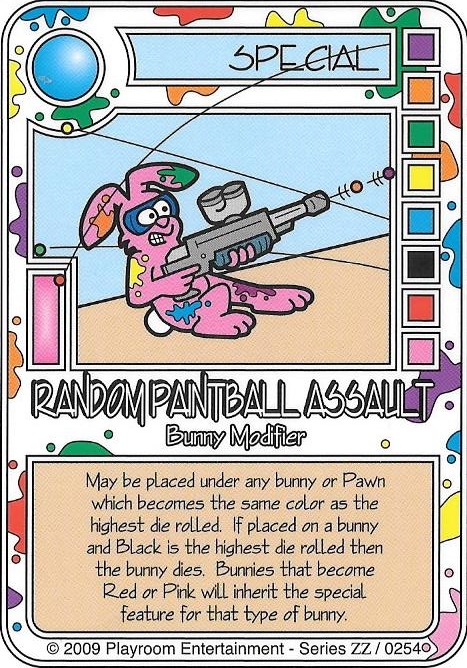 SPECIAL
RANDOM PAINTBALL ASSAULT
Bunny Modifier
May be placed under any bunny or Pawn
which becomes the same color as the
highest die rolled. If placed on a bunny
and Black is the highest die rolled then
the bunny dies. Bunnies that become
Red or Pink will inherit the special
feature for that type of bunny.
© 2009 Playroom Entertainment - Series ZZ / 0254